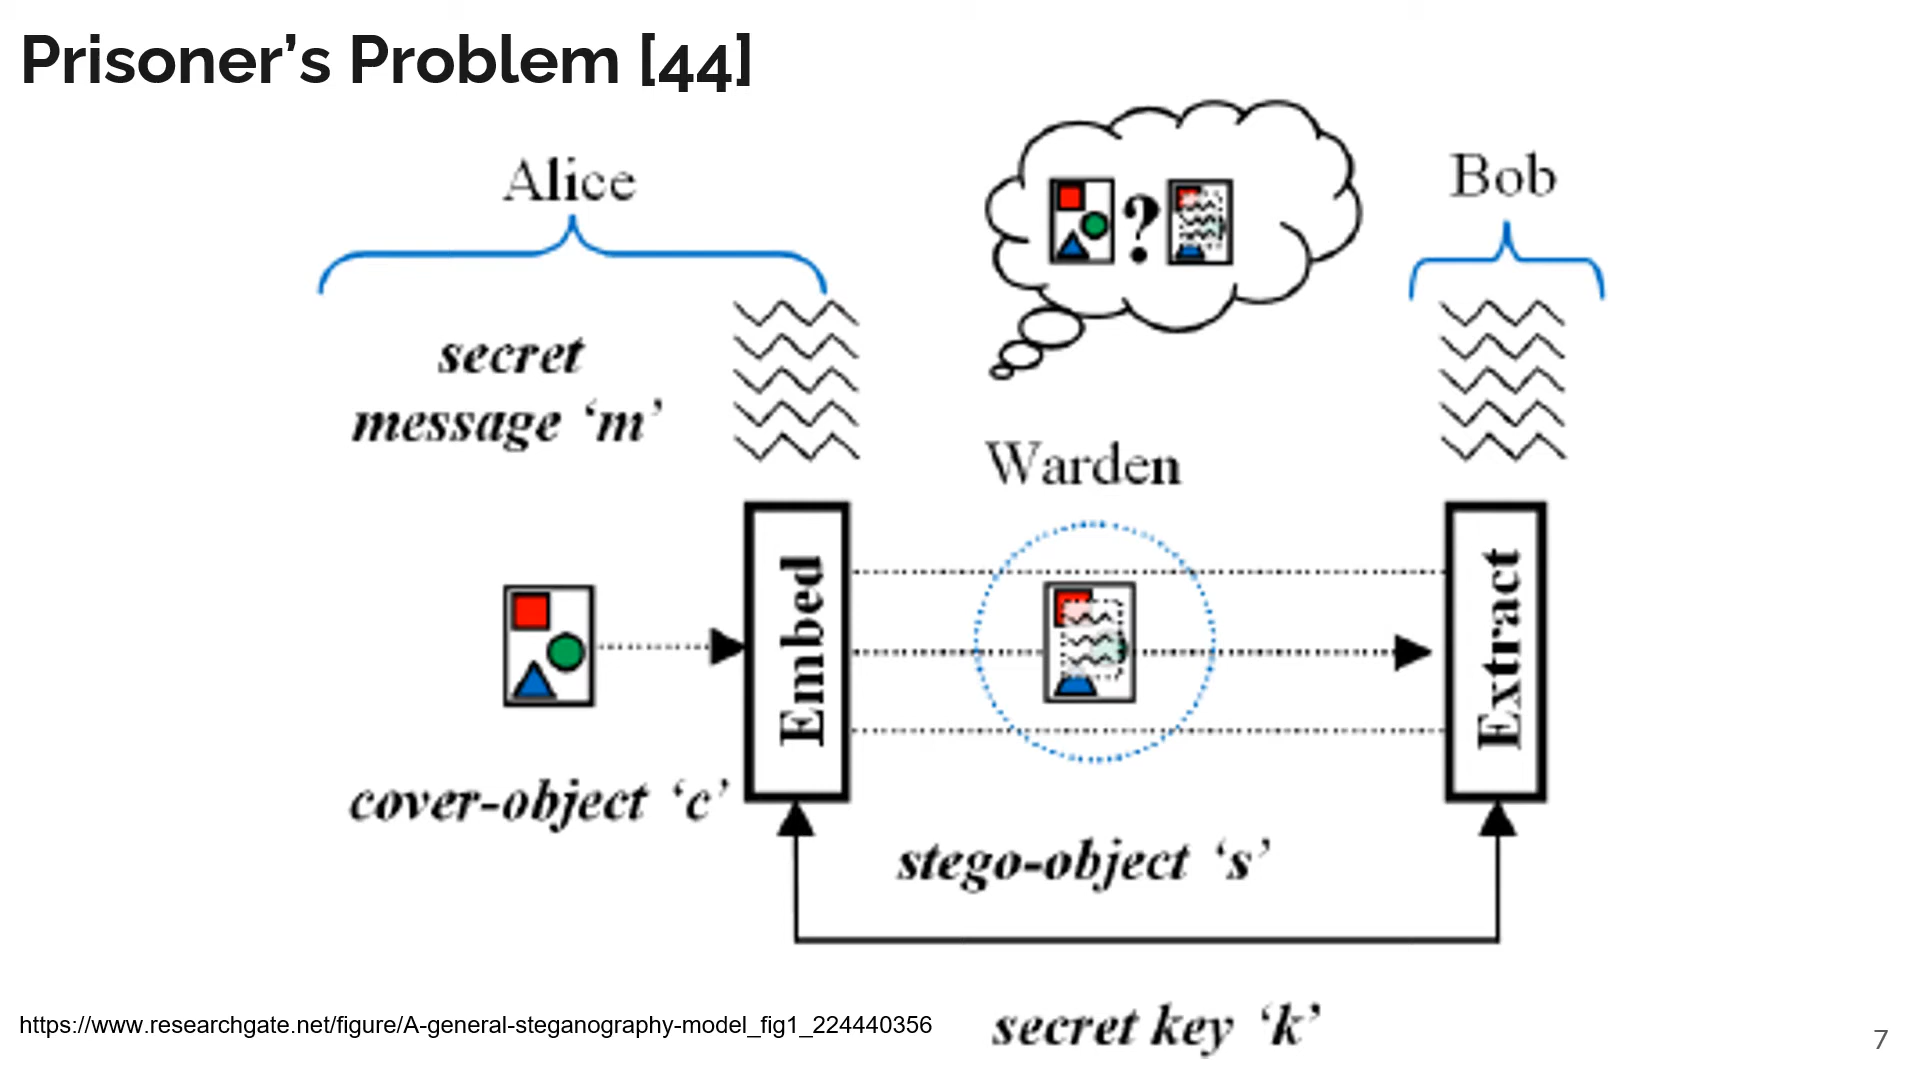 Prisoner’s Problem [44]
Alice
Bob
?
secret
message ‘m’
Warden
Embed
Extract
cover-object ‘c’
stego-object ‘s’
secret key ‘k’
https://www.researchgate.net/figure/A-general-steganography-model_fig1_224440356
7